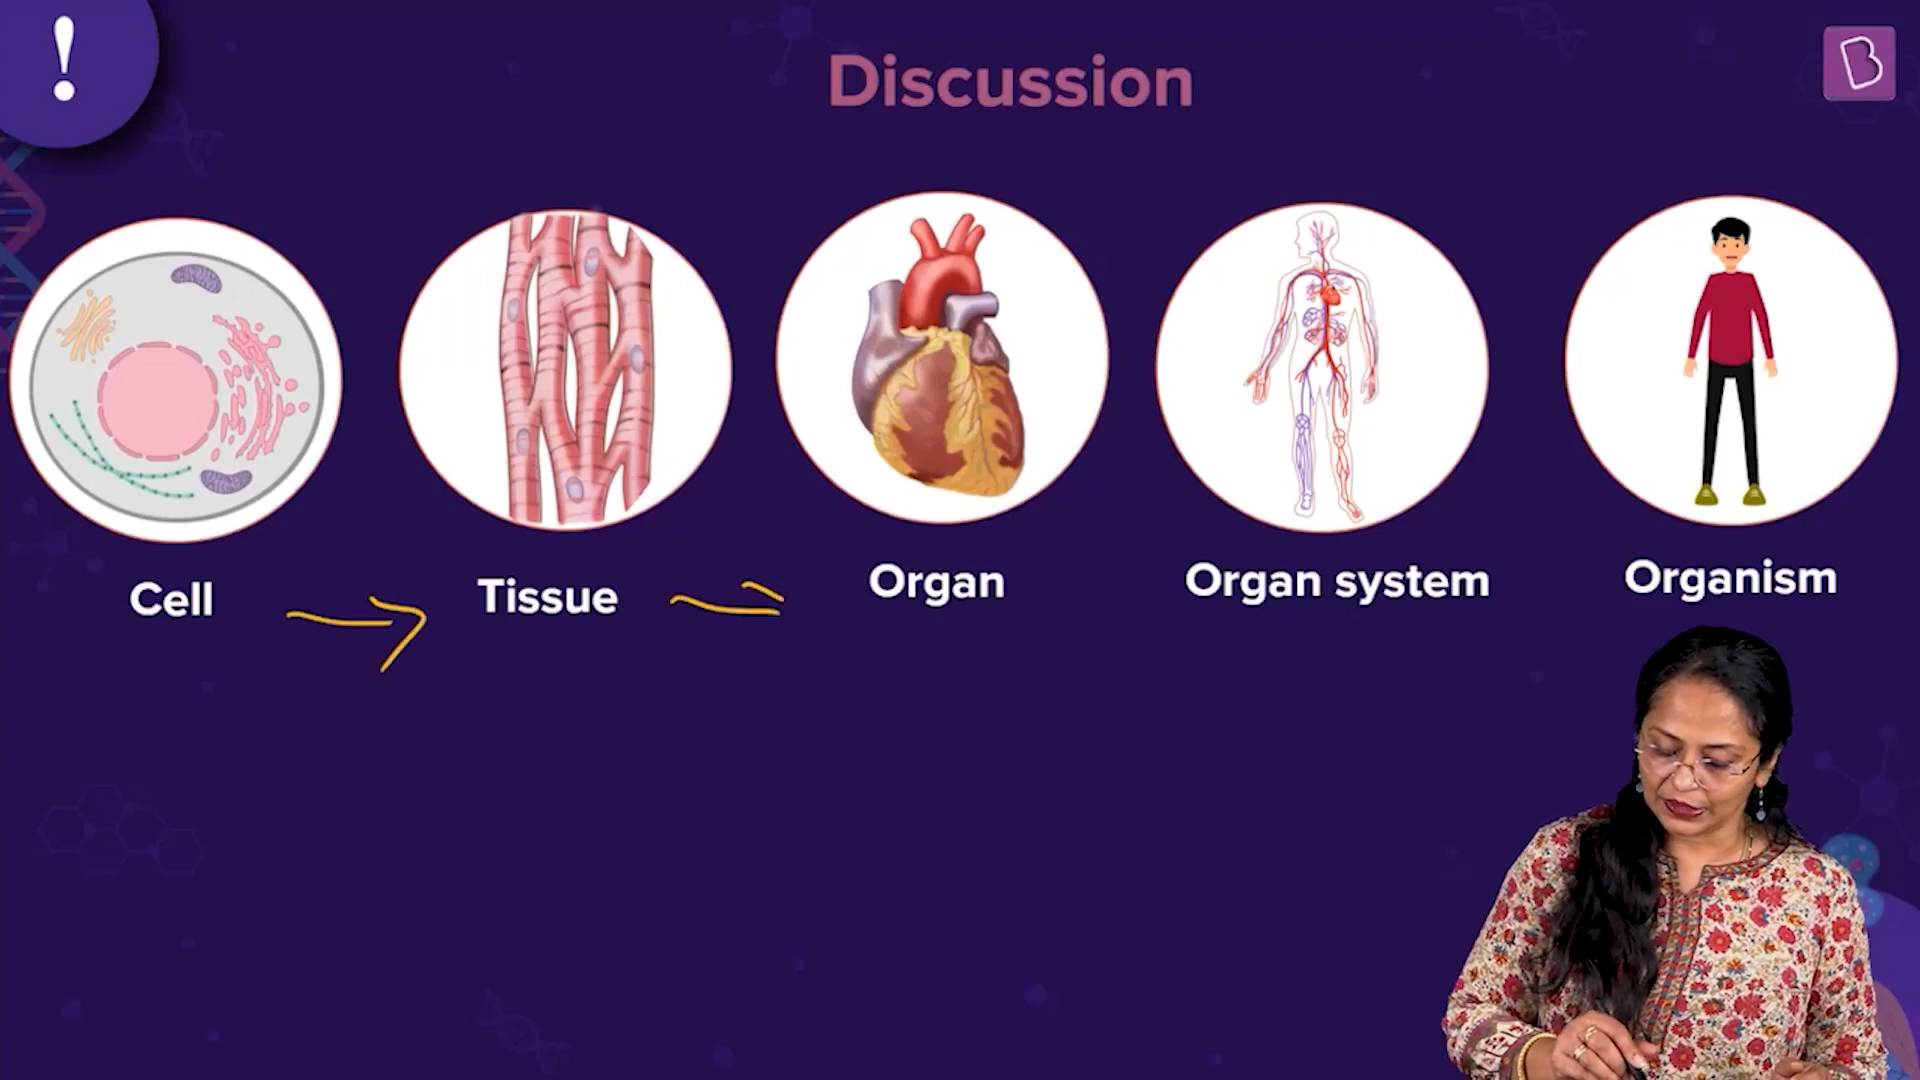 !
Discussion
B
Cell
Tissue
Organ
Organ system
Organism